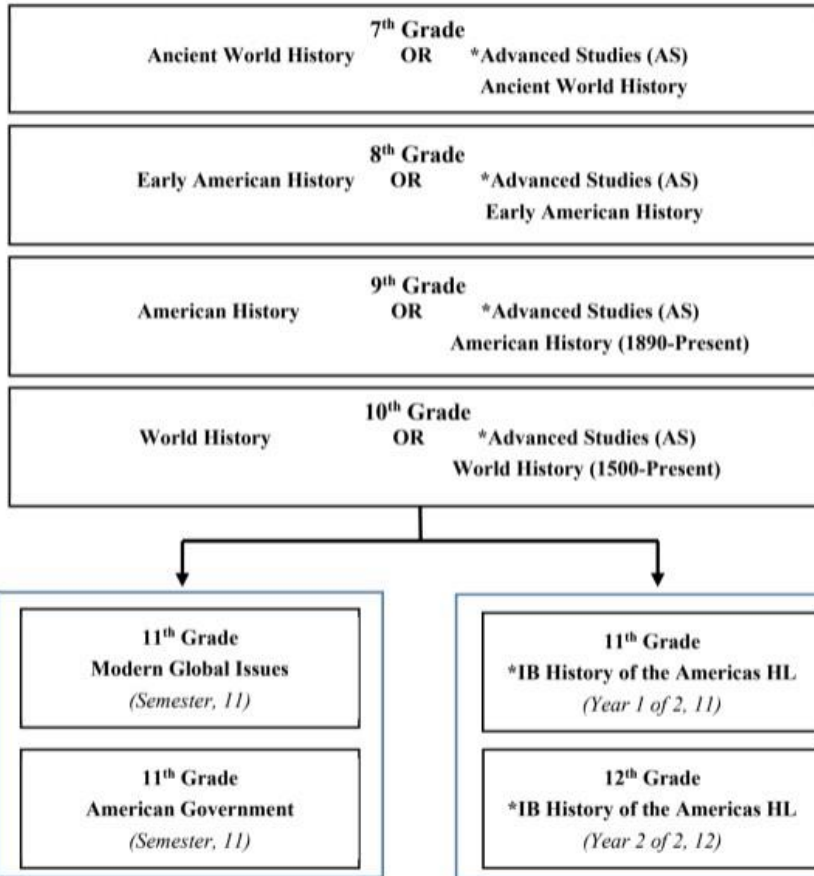 7th Grade
Ancient World History OR *Advanced Studies (AS)
Ancient World History
8th Grade
Early American History OR *Advanced Studies (AS)
Early American History
9th Grade
American History OR *Advanced Studies (AS)
American History (1890-Present)
10th Grade
World History OR *Advanced Studies (AS)
World History (1500-Present)
11th Grade
Modern Global Issues
(Semester, 11)
11th Grade
American Government
(Semester, 11)
11th Grade
*IB History of the Americas HL
(Year 1 of 2, 11)
12th Grade
*IB History of the Americas HL
(Year 2 of 2, 12)